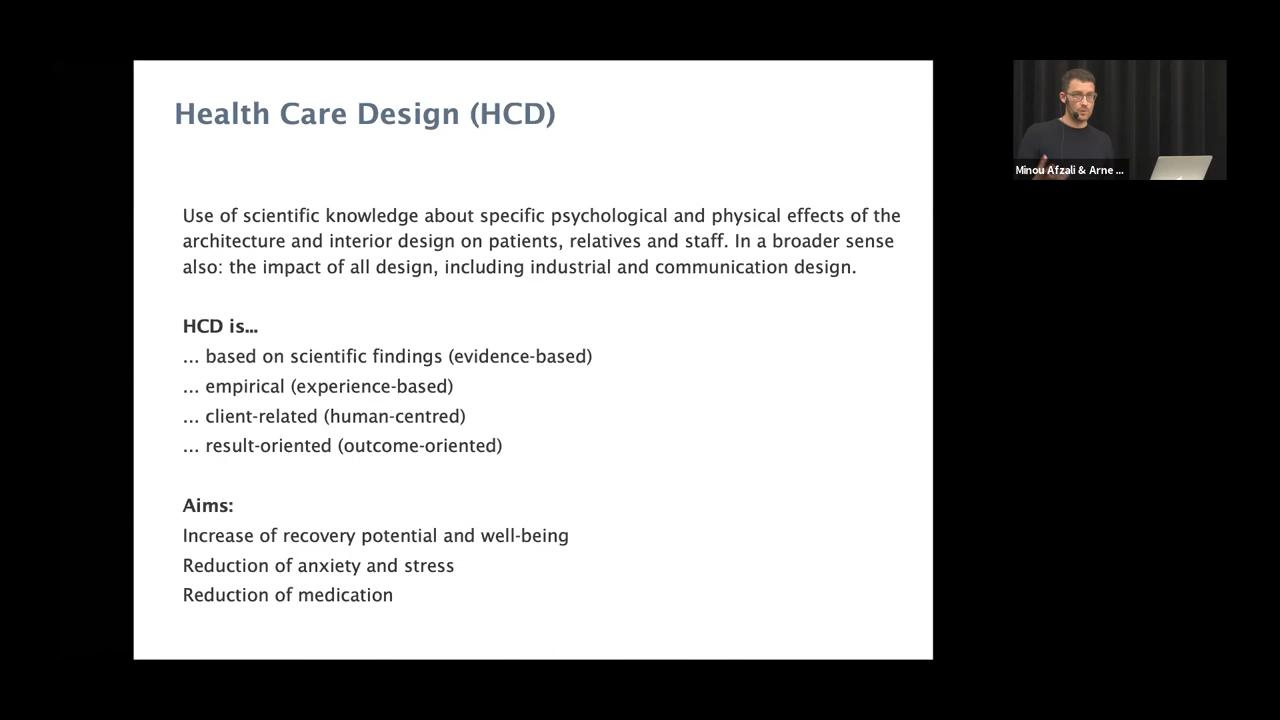 Health Care Design (HCD)
Use of scientific knowledge about specific psychological and physical effects of the
architecture and interior design on patients, relatives and staff. In a broader sense
also: the impact of all design, including industrial and communication design.
HCD is...
... based on scientific findings (evidence-based)
... empirical (experience-based)
... client-related (human-centred)
... result-oriented (outcome-oriented)
Aims:
Increase of recovery potential and well-being
Reduction of anxiety and stress
Reduction of medication
Minou Afzali & Arne ...